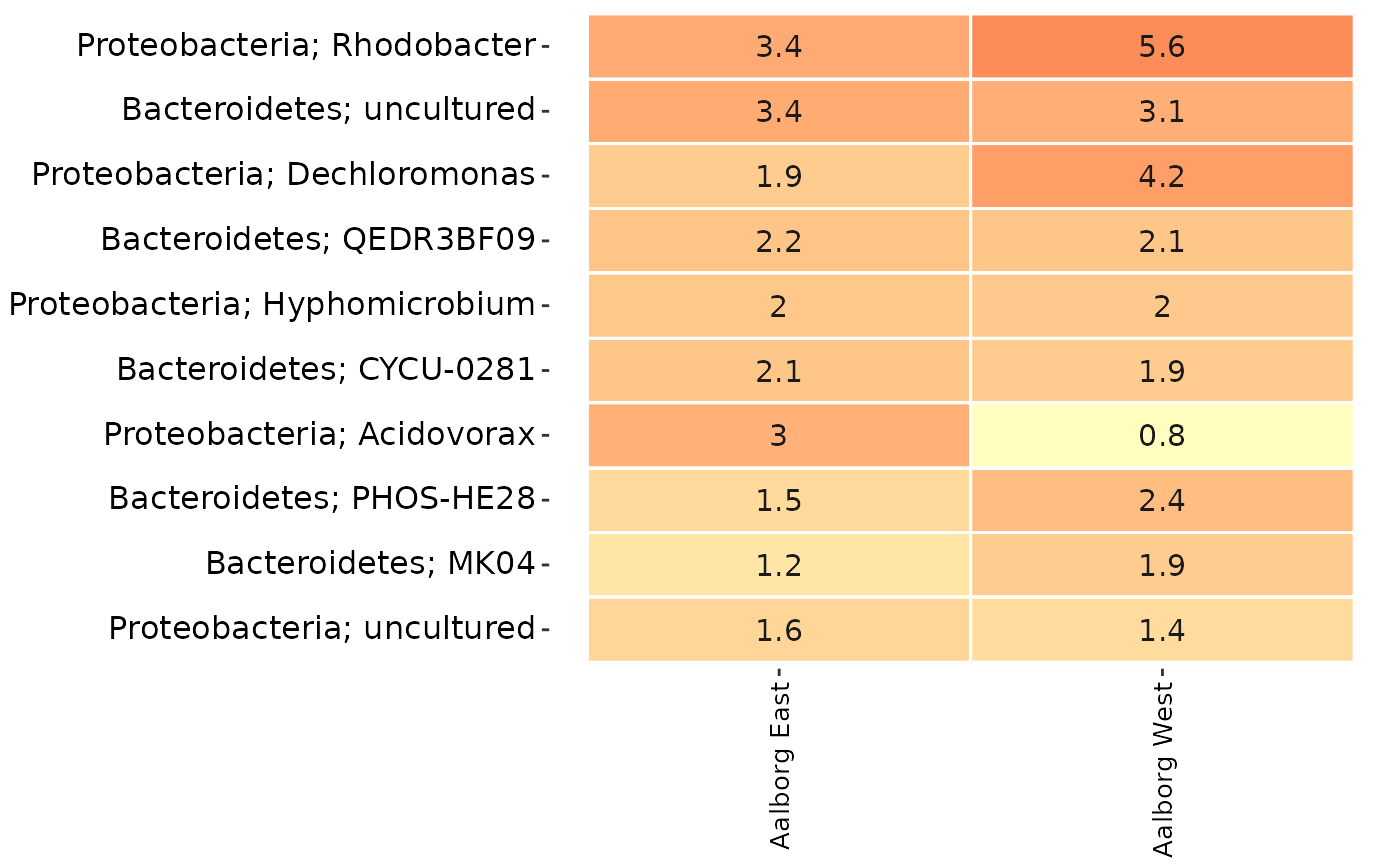 Proteobacteria; Rhodobacter 3.4 5.6
Bacteroidetes; uncultured 3.4 3.1
Proteobacteria; Dechloromonas 1.9 4.2
Bacteroidetes; QEDR3BF09 2.2 2.1
Proteobacteria; Hyphomicrobium 2 2
Bacteroidetes; CYCU-0281 2.1 1.9
Proteobacteria; Acidovorax 3 0.8
Bacteroidetes; PHOS-HE28 1.5 2.4
Bacteroidetes; MK04 1.2 1.9
Proteobacteria; uncultured 1.6 1.4
Aalborg East
Aalborg West